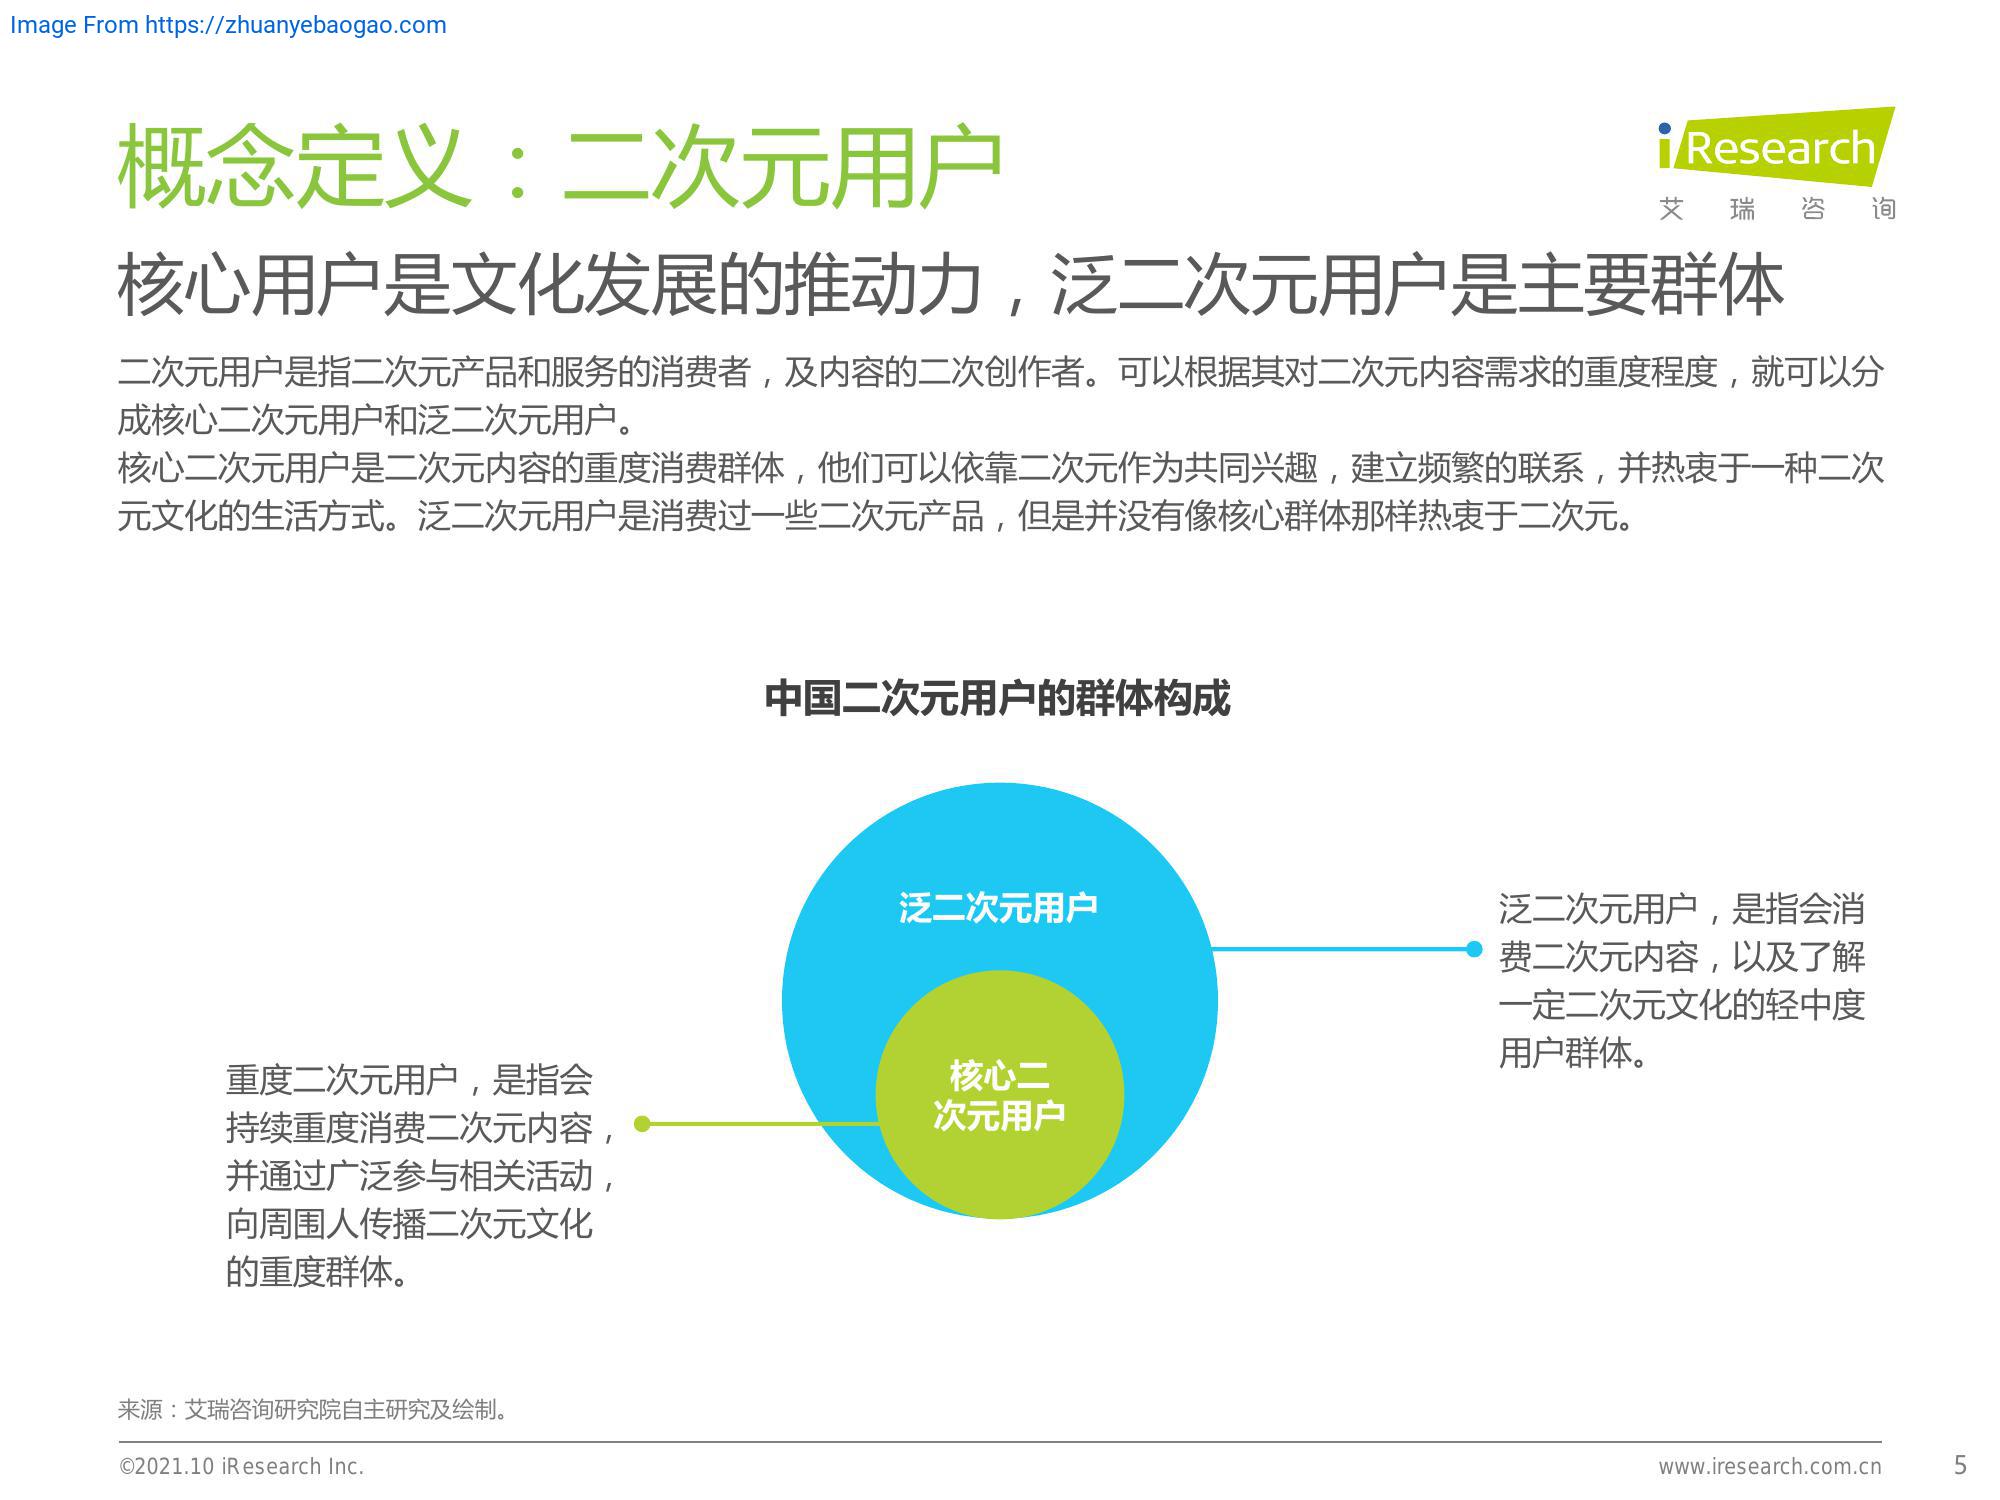 Image From https://zhuanyebaogao.com
概念定义：二次元用户
iResearch
艾瑞咨询
核心用户是文化发展的推动力，泛二次元用户是主要群体
二次元用户是指二次元产品和服务的消费者，及内容的二次创作者。可以根据其对二次元内容需求的重度程度，就可以分
成核心二次元用户和泛二次元用户。
核心二次元用户是二次元内容的重度消费群体，他们可以依靠二次元作为共同兴趣，建立频繁的联系，并热衷于一种二次
元文化的生活方式。泛二次元用户是消费过一些二次元产品，但是并没有像核心群体那样热衷于二次元。
中国二次元用户的群体构成
泛二次元用户
泛二次元用户，是指会消
费二次元内容，以及了解
一定二次元文化的轻中度
用户群体。
核心二
次元用户
重度二次元用户，是指会
持续重度消费二次元内容，
并通过广泛参与相关活动，
向周围人传播二次元文化
的重度群体。
来源：艾瑞咨询研究院自主研究及绘制。
©2021.10 iResearch Inc.
www.iresearch.com.cn
5